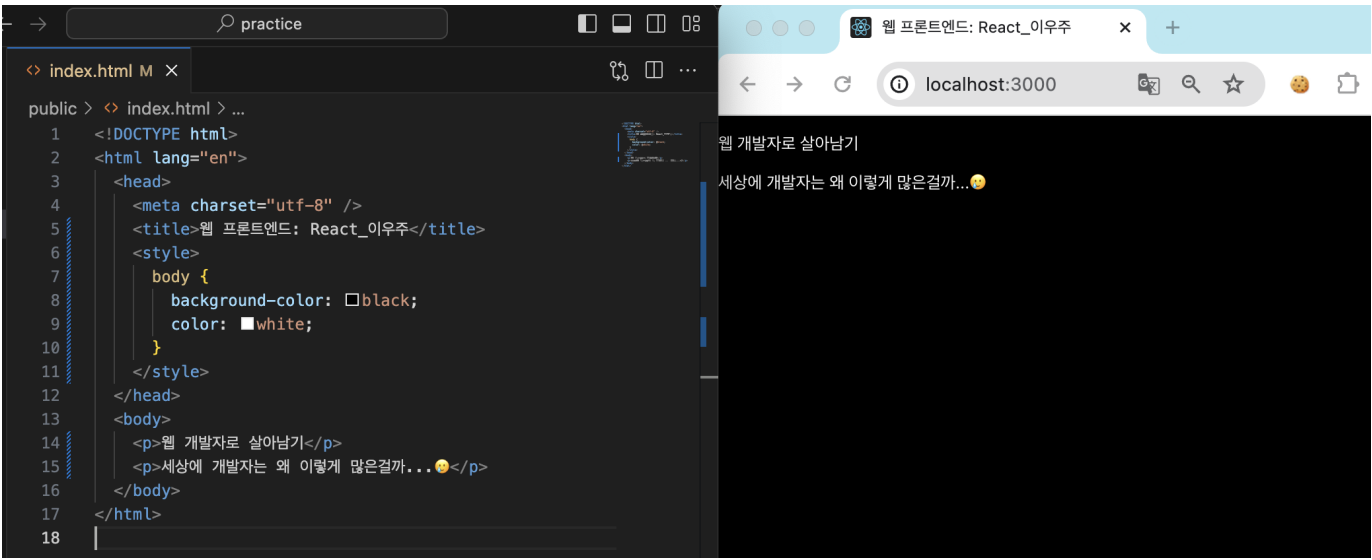 practice
index.html M
public > index.html > ...
1 <!DOCTYPE html>
2 <html lang="en">
3 <head>
4 <meta charset="utf-8" />
5 <title>웹 프론트엔드: React_이우주</title>
6 <style>
7 body {
8 background-color: black;
9 color: white;
10 }
11 </style>
12 </head>
13 <body>
14 <p>웹 개발자로 살아남기</p>
15 <p>세상에 개발자는 왜 이렇게 많은걸까...🥲</p>
16 </body>
17 </html>
18
웹 프론트엔드: React_이우주
localhost:3000
웹 개발자로 살아남기
세상에 개발자는 왜 이렇게 많은걸까...🥲